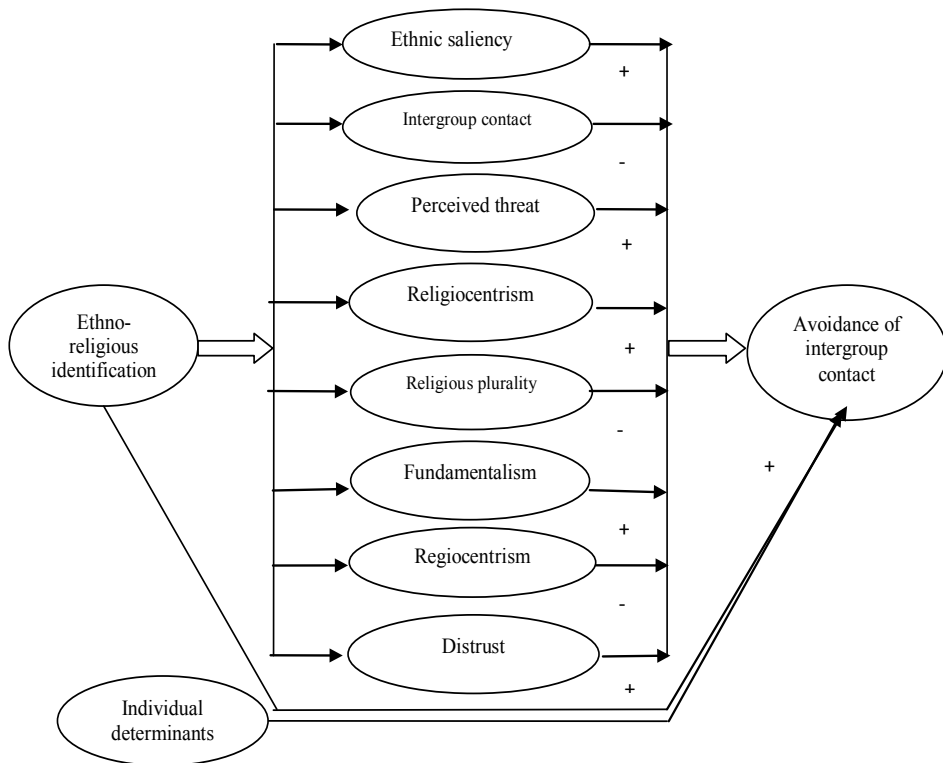 Ethnic saliency
+
Intergroup contact
-
Perceived threat
+
Religiocentrism
+
Religious plurality
-
Fundamentalism
+
Regiocentrism
-
Distrust
+
Ethno-
religious
identification
Avoidance of
intergroup
contact
+
Individual
determinants